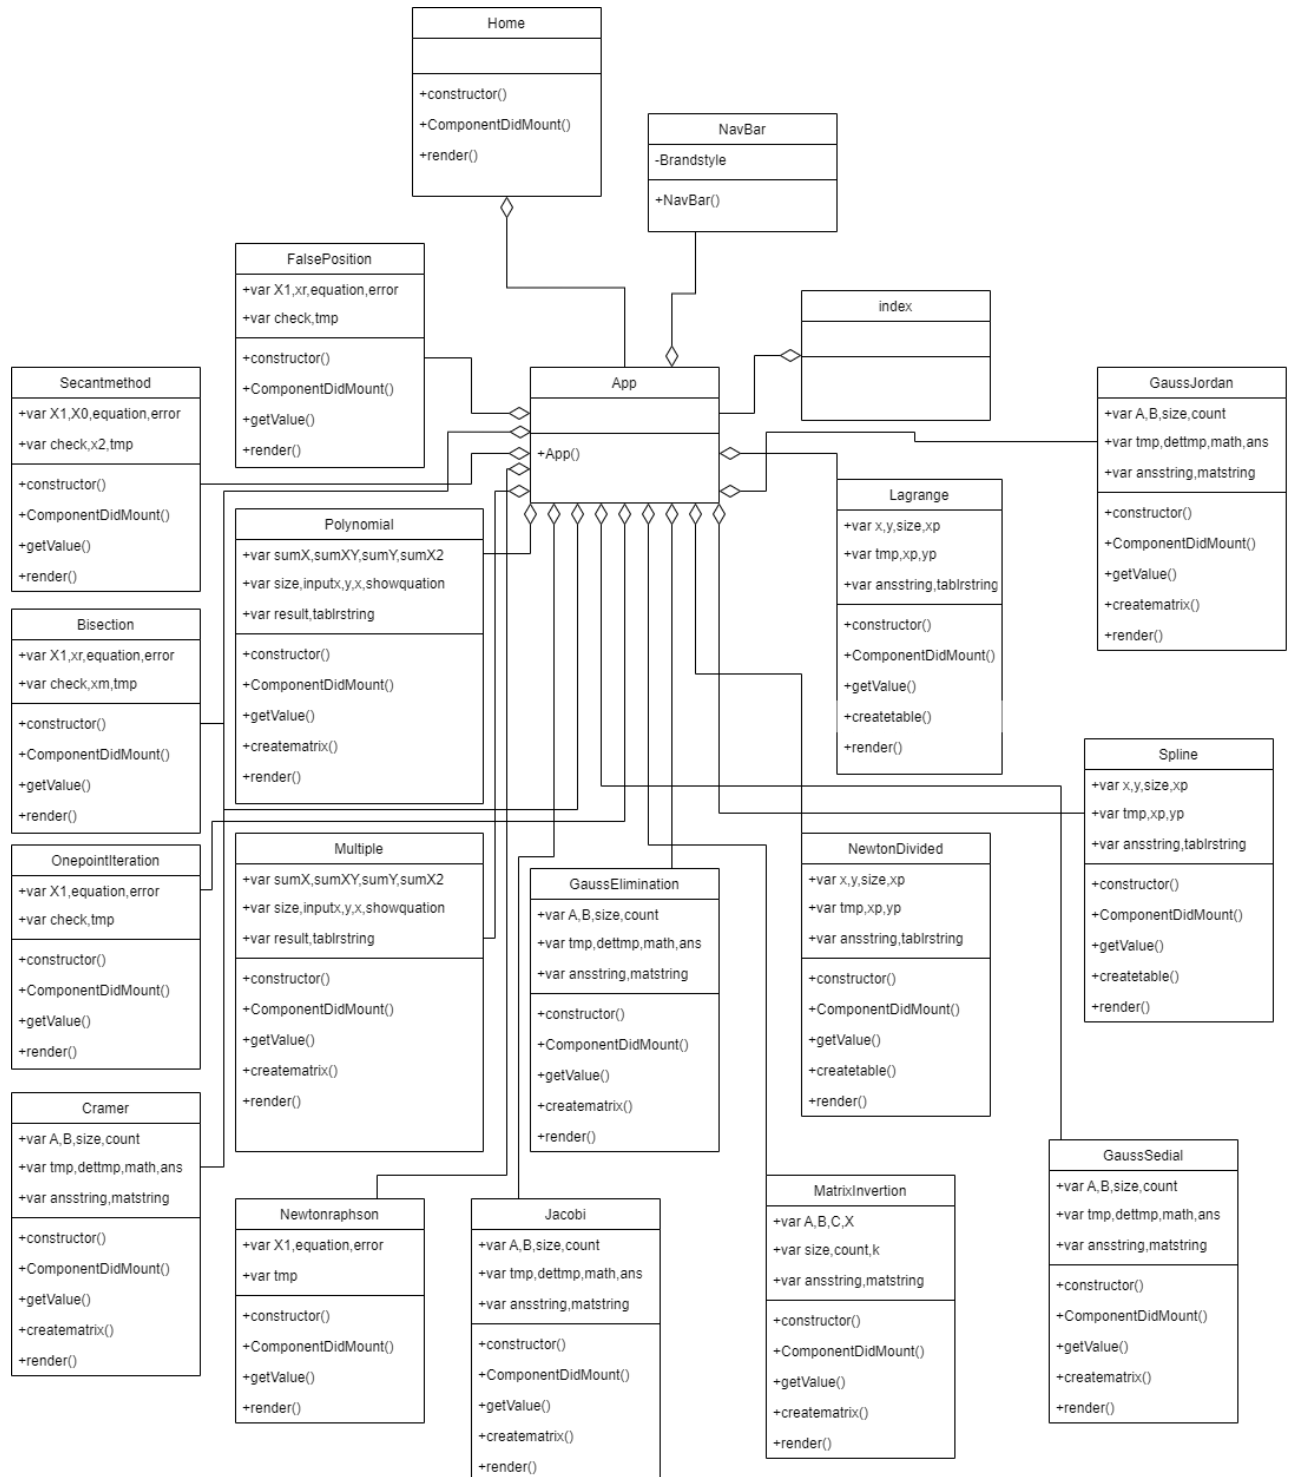 Home
+constructor()
+ComponentDidMount()
+render()
NavBar
-Brandstyle
+NavBar()
FalsePosition
+var X1,xr,equation,error
+var check,tmp
+constructor()
+ComponentDidMount()
+getValue()
+render()
index
App
+App()
Secantmethod
+var X1,X0,equation,error
+var check,x2,tmp
+constructor()
+ComponentDidMount()
+getValue()
+render()
GaussJordan
+var A,B,size,count
+var tmp,dettmp,math,ans
+var ansstring,matstring
+constructor()
+ComponentDidMount()
+getValue()
+creatematrix()
+render()
Lagrange
+var x,y,size,xp
+var tmp,xp,yp
+var ansstring,tablrstring
+constructor()
+ComponentDidMount()
+getValue()
+createtable()
+render()
Polynomial
+var sumX,sumXY,sumY,sumX2
+var size,inputx,y,x,showquation
+var result,tablrstring
+constructor()
+ComponentDidMount()
+getValue()
+creatematrix()
+render()
Bisection
+var X1,xr,equation,error
+var check,xm,tmp
+constructor()
+ComponentDidMount()
+getValue()
+render()
Spline
+var x,y,size,xp
+var tmp,xp,yp
+var ansstring,tablrstring
+constructor()
+ComponentDidMount()
+getValue()
+createtable()
+render()
OnepointIteration
+var X1,equation,error
+var check,tmp
+constructor()
+ComponentDidMount()
+getValue()
+render()
Multiple
+var sumX,sumXY,sumY,sumX2
+var size,inputx,y,x,showquation
+var result,tablrstring
+constructor()
+ComponentDidMount()
+getValue()
+creatematrix()
+render()
GaussElimination
+var A,B,size,count
+var tmp,dettmp,math,ans
+var ansstring,matstring
+constructor()
+ComponentDidMount()
+getValue()
+creatematrix()
+render()
NewtonDivided
+var x,y,size,xp
+var tmp,xp,yp
+var ansstring,tablrstring
+constructor()
+ComponentDidMount()
+getValue()
+createtable()
+render()
Cramer
+var A,B,size,count
+var tmp,dettmp,math,ans
+var ansstring,matstring
+constructor()
+ComponentDidMount()
+getValue()
+creatematrix()
+render()
Newtonraphson
+var X1,equation,error
+var tmp
+constructor()
+ComponentDidMount()
+getValue()
+render()
Jacobi
+var A,B,size,count
+var tmp,dettmp,math,ans
+var ansstring,matstring
+constructor()
+ComponentDidMount()
+getValue()
+creatematrix()
+render()
MatrixInvertion
+var A,B,C,X
+var size,count,k
+var ansstring,matstring
+constructor()
+ComponentDidMount()
+getValue()
+creatematrix()
+render()
GaussSedial
+var A,B,size,count
+var tmp,dettmp,math,ans
+var ansstring,matstring
+constructor()
+ComponentDidMount()
+getValue()
+creatematrix()
+render()